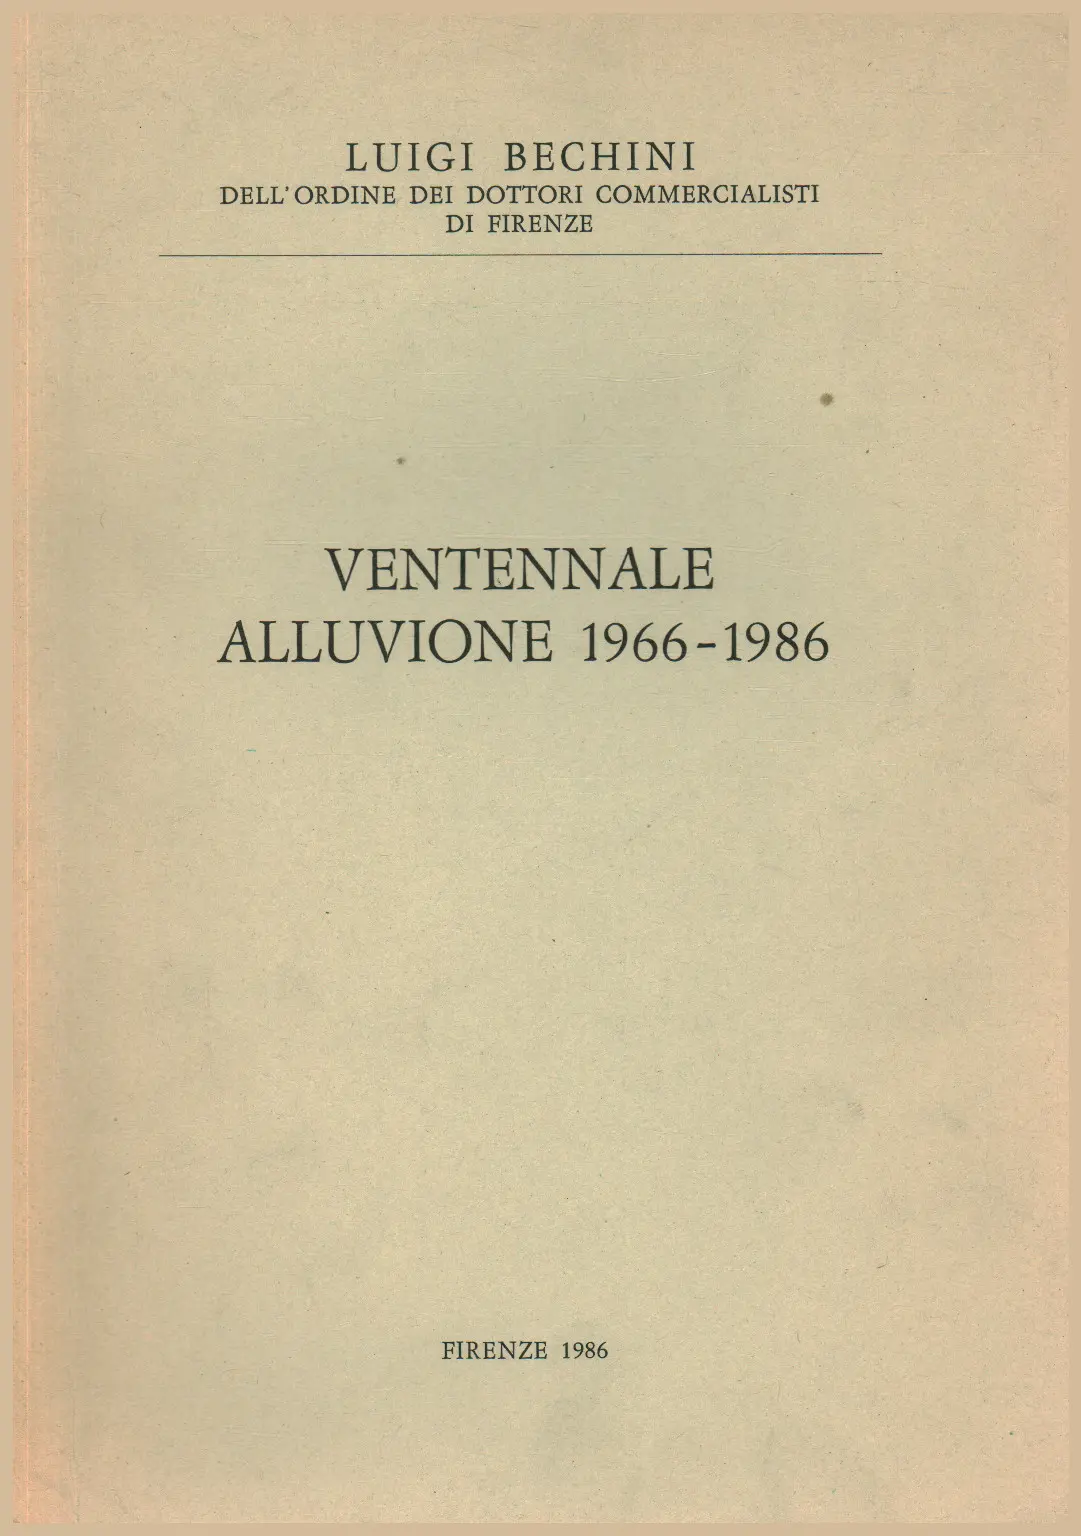 LUIGI BECHINI
DELL'ORDINE DEI DOTTORI COMMERCIALISTI
DI FIRENZE
VENTENNALE
ALLUVIONE 1966-1986
FIRENZE 1986